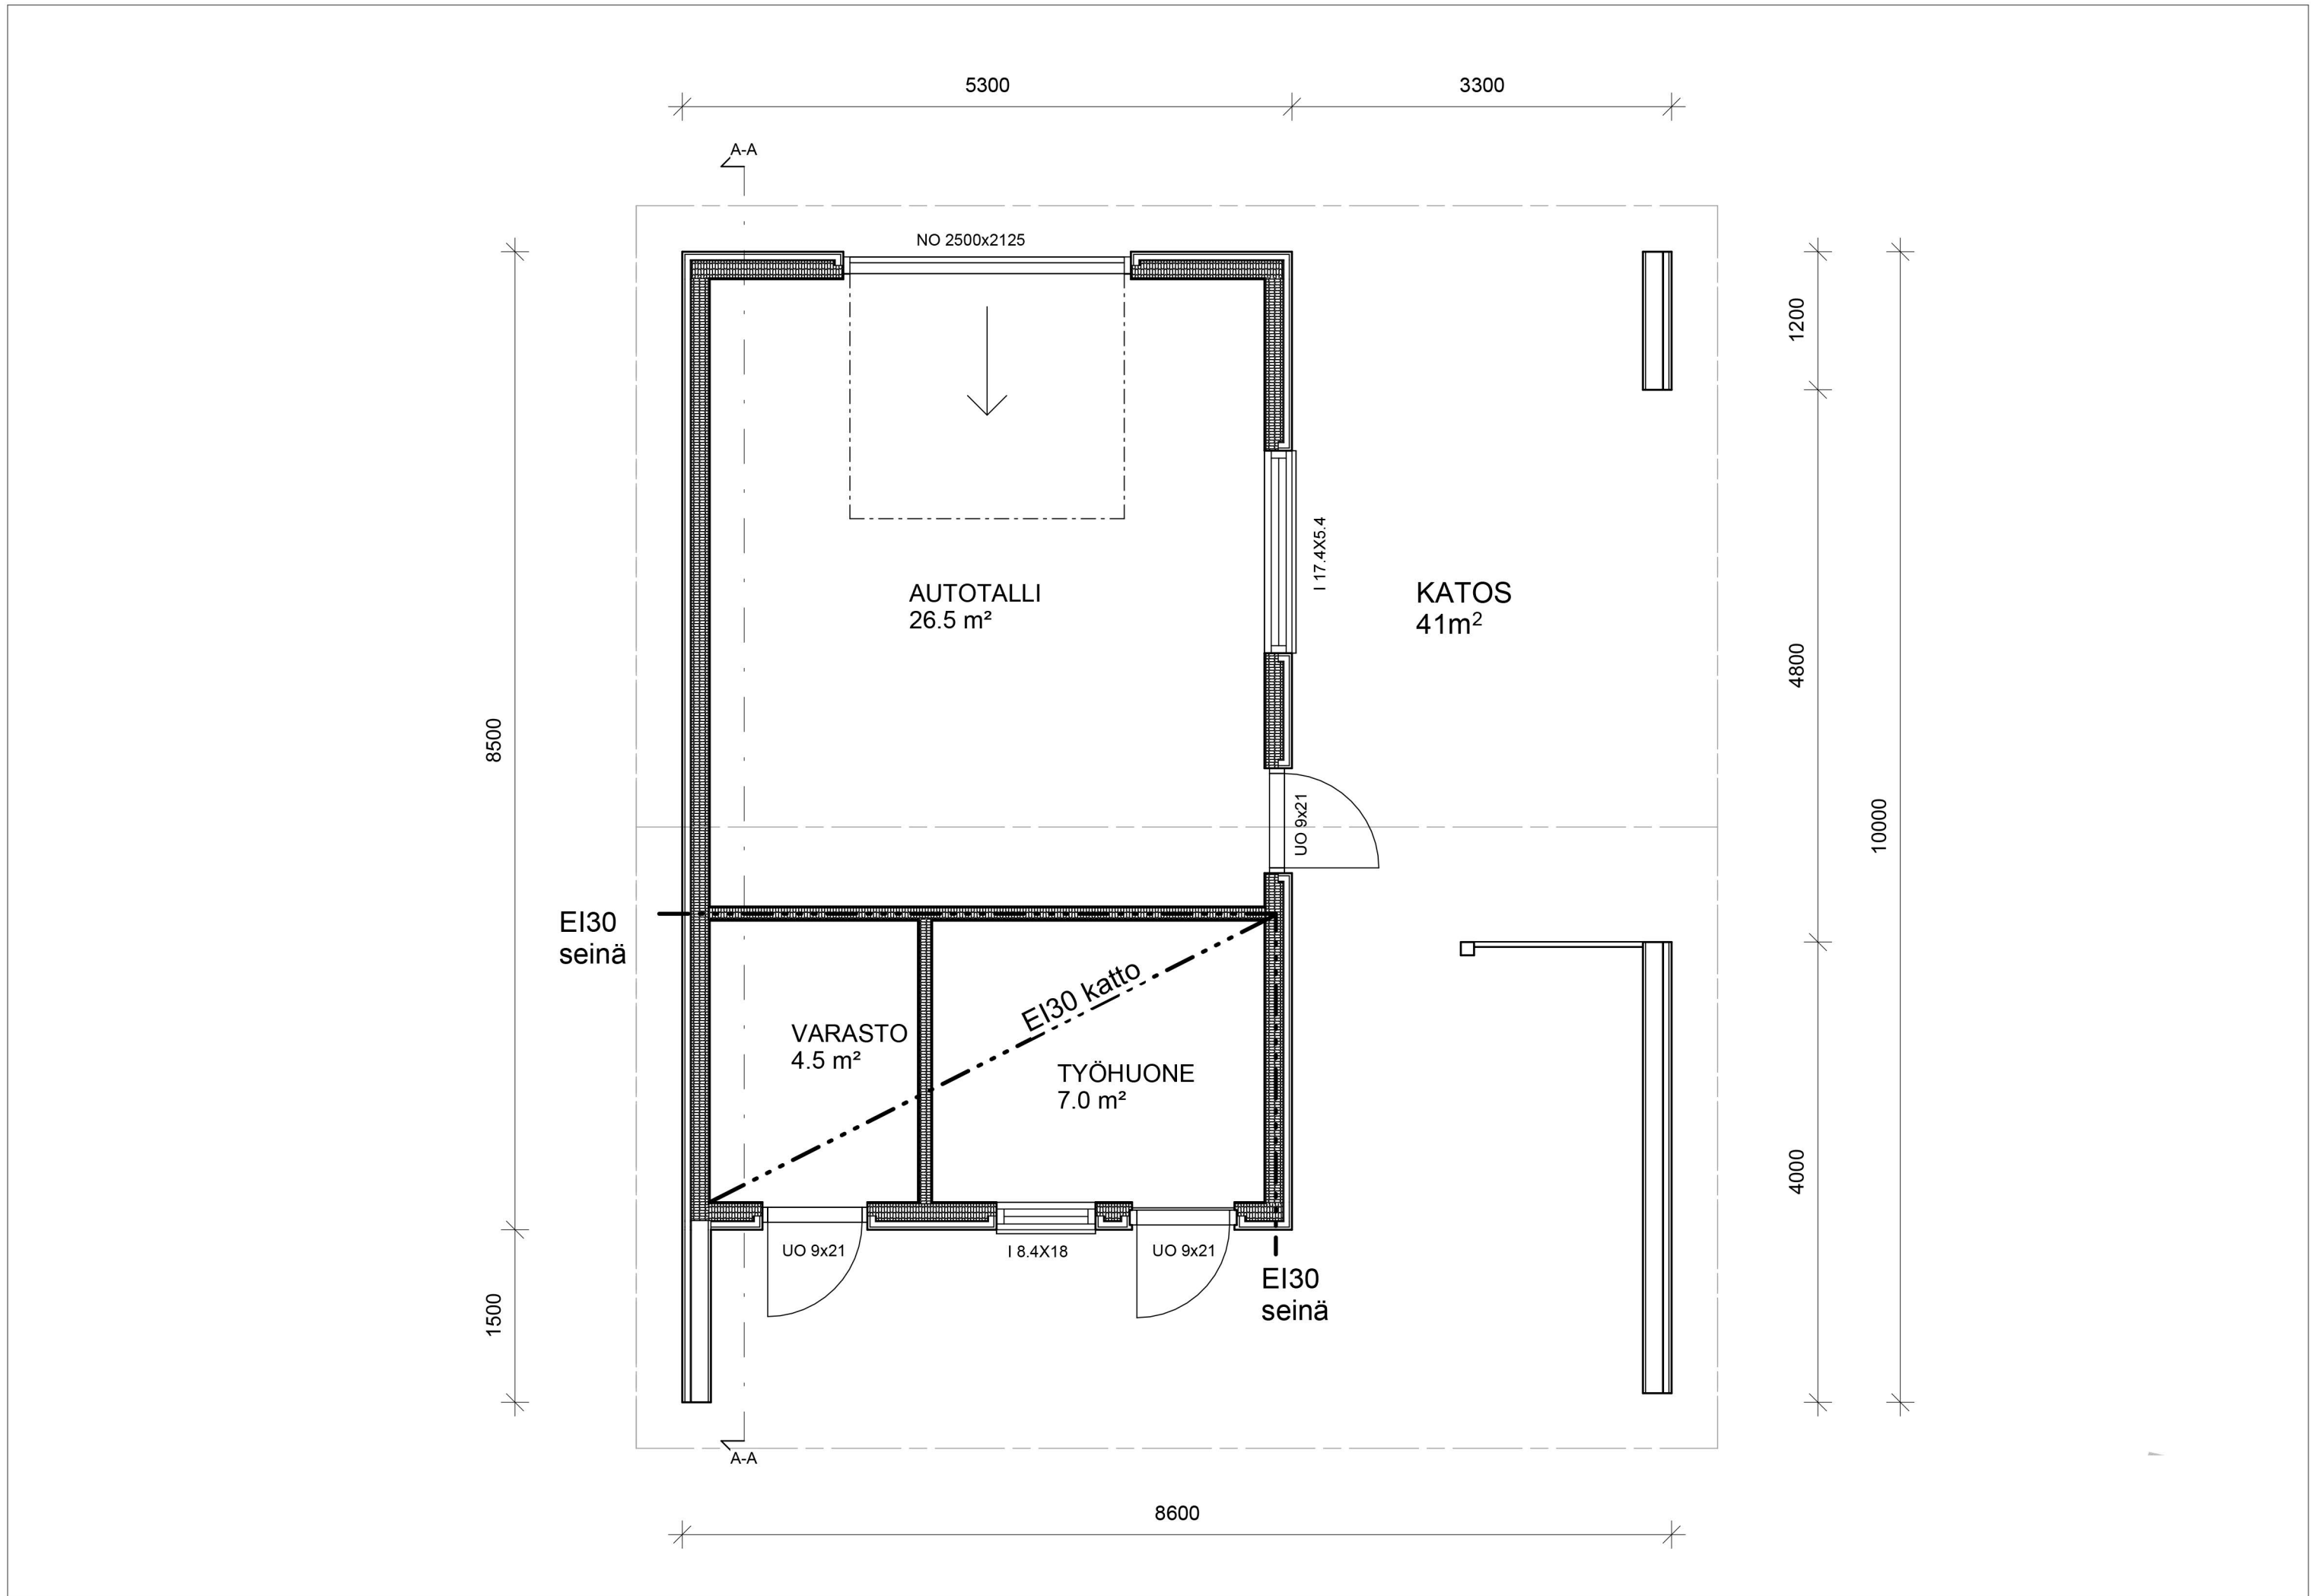 5300
3300
A-A
NO 2500x2125
1200
I 17.4X5.4
AUTOTALLI
26.5 m²
KATOS
41m²
4800
8500
UO 9x21
10000
EI30
seinä
EI30 katto
VARASTO
4.5 m²
TYÖHUONE
7.0 m²
4000
UO 9x21
I 8.4X18
UO 9x21
EI30
seinä
1500
A-A
8600